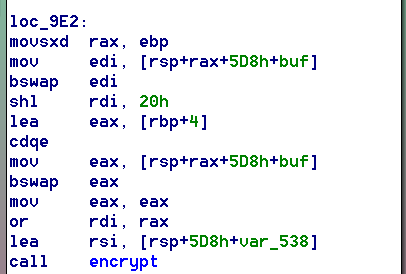 loc_9E2:
movsxd rax, ebp
mov edi, [rsp+rax+5D8h+buf]
bswap edi
shl rdi, 20h
lea eax, [rbp+4]
cdqe
mov eax, [rsp+rax+5D8h+buf]
bswap eax
mov eax, eax
or rdi, rax
lea rsi, [rsp+5D8h+var_538]
call encrypt